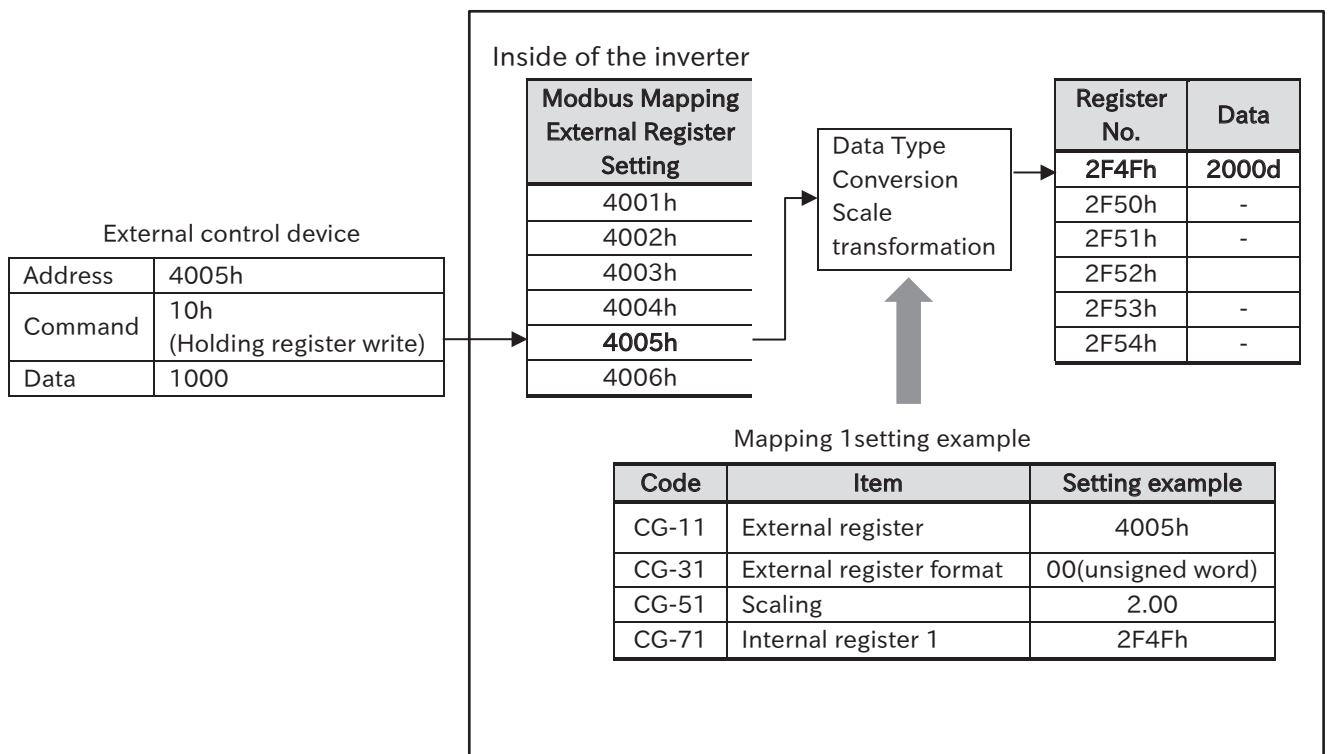 Inside of the inverter
Modbus Mapping
External Register
Setting
4001h
4002h
4003h
4004h
4005h
4006h
External control device
Address 4005h
Command 10h
(Holding register write)
Data 1000
Data Type
Conversion
Scale
transformation
Register
No. Data
2F4Fh 2000d
2F50h -
2F51h -
2F52h
2F53h -
2F54h -
Mapping 1setting example
Code Item Setting example
CG-11 External register 4005h
CG-31 External register format 00(unsigned word)
CG-51 Scaling 2.00
CG-71 Internal register 1 2F4Fh